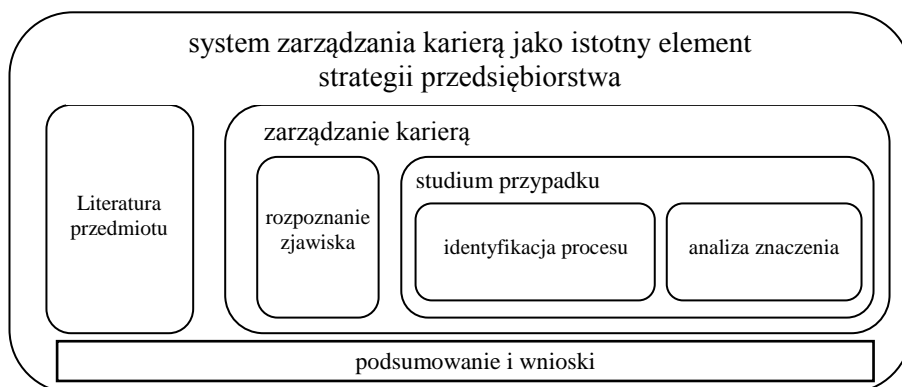 system zarządzania karierą jako istotny element
strategii przedsiębiorstwa
Literatura
przedmiotu
zarządzanie karierą
rozpoznanie
zjawiska
studium przypadku
identyfikacja procesu
analiza znaczenia
podsumowanie i wnioski